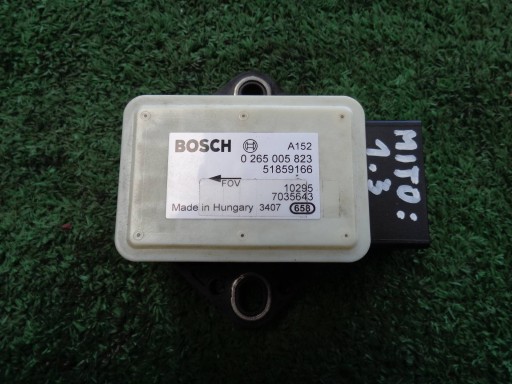 BOSCH A152
0 265 005 823
51859166
FOV
10295
7035643
Made in Hungary 3407 658
MITO:
1.3